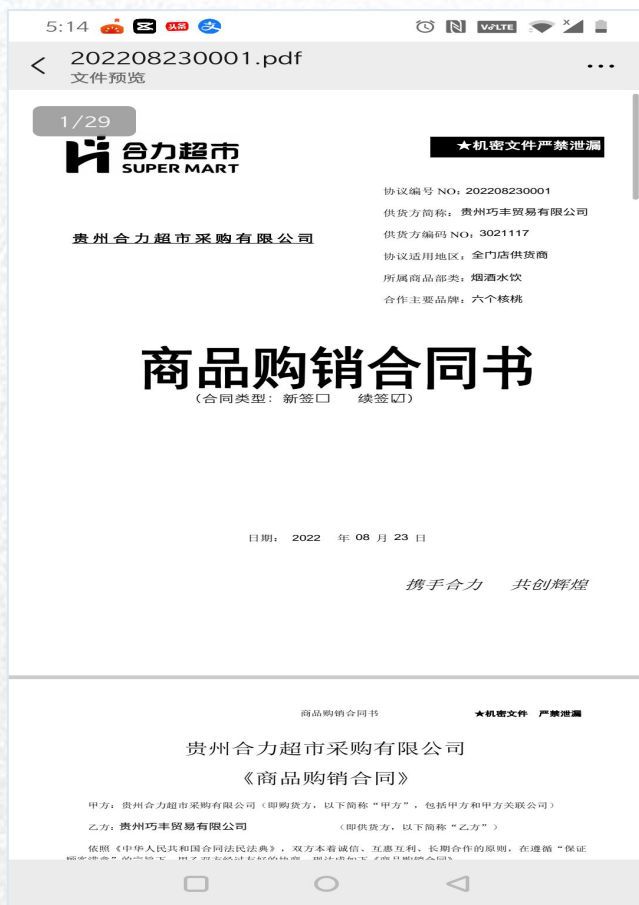 5:14
头条
VoLTE
202208230001.pdf
文件预览
1/29
合力超市
SUPER MART
★机密文件严禁泄漏
协议编号 NO：202208230001
供货方简称：贵州巧丰贸易有限公司
贵州合力超市采购有限公司
供货方编码 NO：3021117
协议适用地区：全门店供货商
所属商品部类：烟酒水饮
合作主要品牌：六个核桃
商品购销合同书
（合同类型：新签☐ 续签☑）
日期： 2022 年 08 月 23 日
携手合力 共创辉煌
商品购销合同书 ★机密文件 严禁泄漏
贵州合力超市采购有限公司
《商品购销合同》
甲方：贵州合力超市采购有限公司（即购货方，以下简称“甲方”，包括甲方和甲方关联公司）
乙方：贵州巧丰贸易有限公司 （即供货方，以下简称“乙方”）
依照《中华人民共和国合同法民法典》，双方本着诚信、互惠互利、长期合作的原则，在遵循“保证